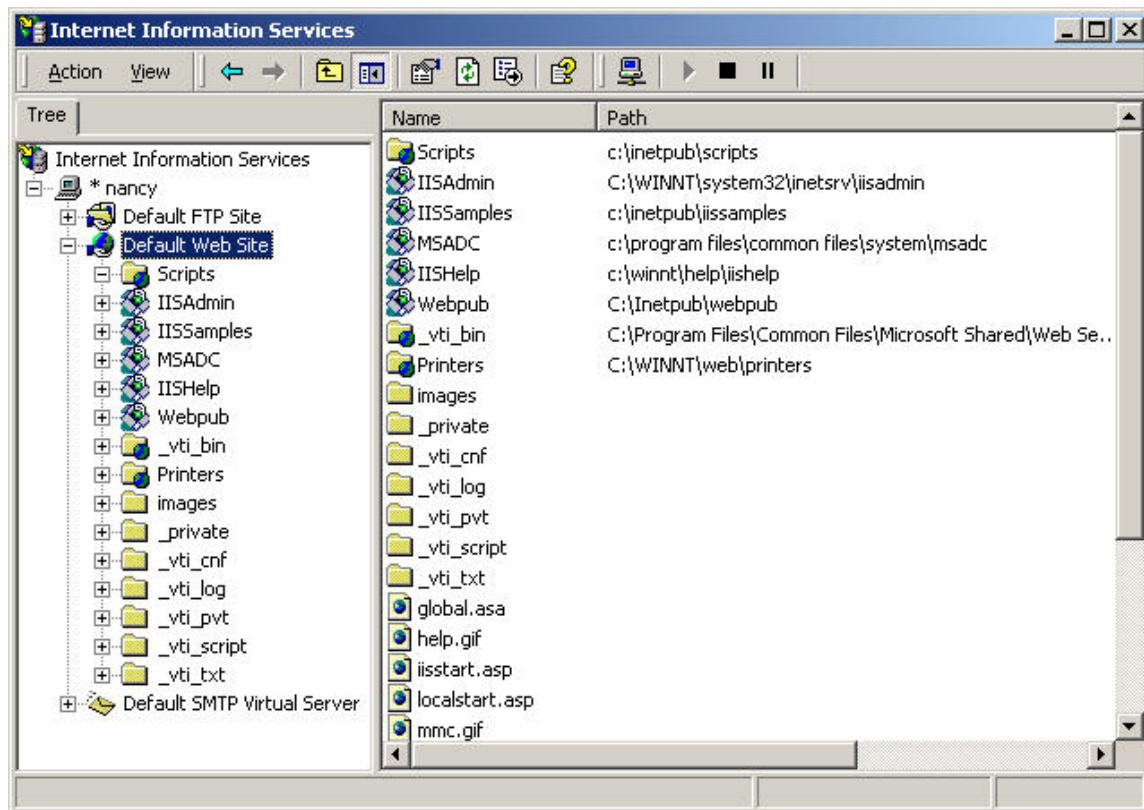 Internet Information Services
Action View
Tree
Internet Information Services
* nancy
Default FTP Site
Default Web Site
Scripts
IISAdmin
IISSamples
MSADC
IISHelp
Webpub
_vti_bin
Printers
images
_private
_vti_cnf
_vti_log
_vti_pvt
_vti_script
_vti_txt
Default SMTP Virtual Server
Name Path
Scripts c:\inetpub\scripts
IISAdmin C:\WINNT\system32\inetsrv\iisadmin
IISSamples c:\inetpub\iissamples
MSADC c:\program files\common files\system\msadc
IISHelp c:\winnt\help\iishelp
Webpub C:\Inetpub\webpub
_vti_bin C:\Program Files\Common Files\Microsoft Shared\Web Se..
Printers C:\WINNT\web\printers
images
_private
_vti_cnf
_vti_log
_vti_pvt
_vti_script
_vti_txt
global.asa
help.gif
iisstart.asp
localstart.asp
mmc.gif